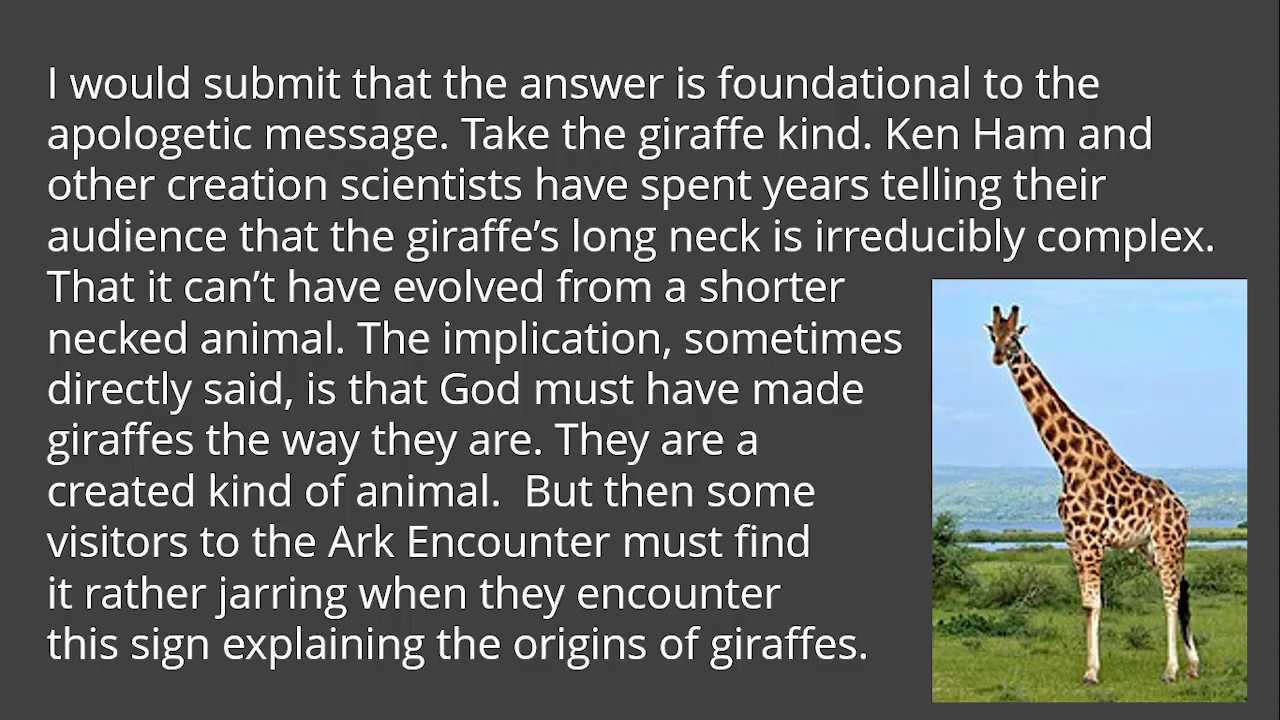 I would submit that the answer is foundational to the
apologetic message. Take the giraffe kind. Ken Ham and
other creation scientists have spent years telling their
audience that the giraffe’s long neck is irreducibly complex.
That it can’t have evolved from a shorter
necked animal. The implication, sometimes
directly said, is that God must have made
giraffes the way they are. They are a
created kind of animal.  But then some
visitors to the Ark Encounter must find
it rather jarring when they encounter
this sign explaining the origins of giraffes.